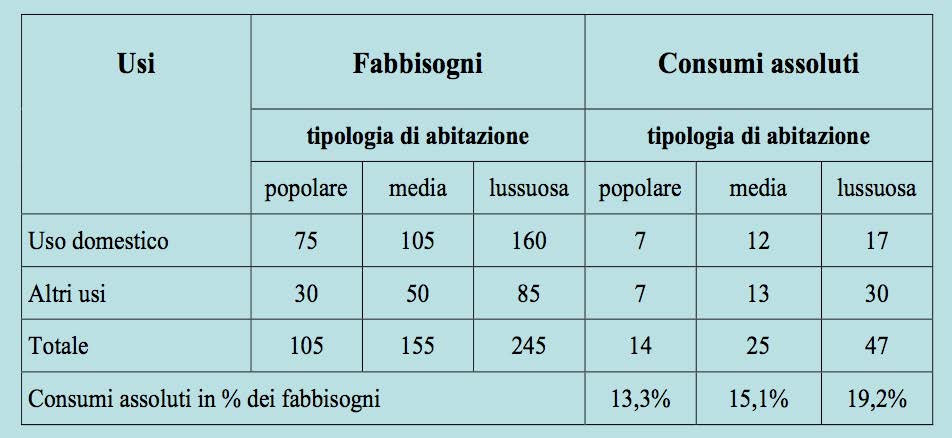 Usi Fabbisogni Consumi assoluti
tipologia di abitazione tipologia di abitazione
popolare media lussuosa popolare media lussuosa
Uso domestico 75 105 160 7 12 17
Altri usi 30 50 85 7 13 30
Totale 105 155 245 14 25 47
Consumi assoluti in % dei fabbisogni 13,3% 15,1% 19,2%